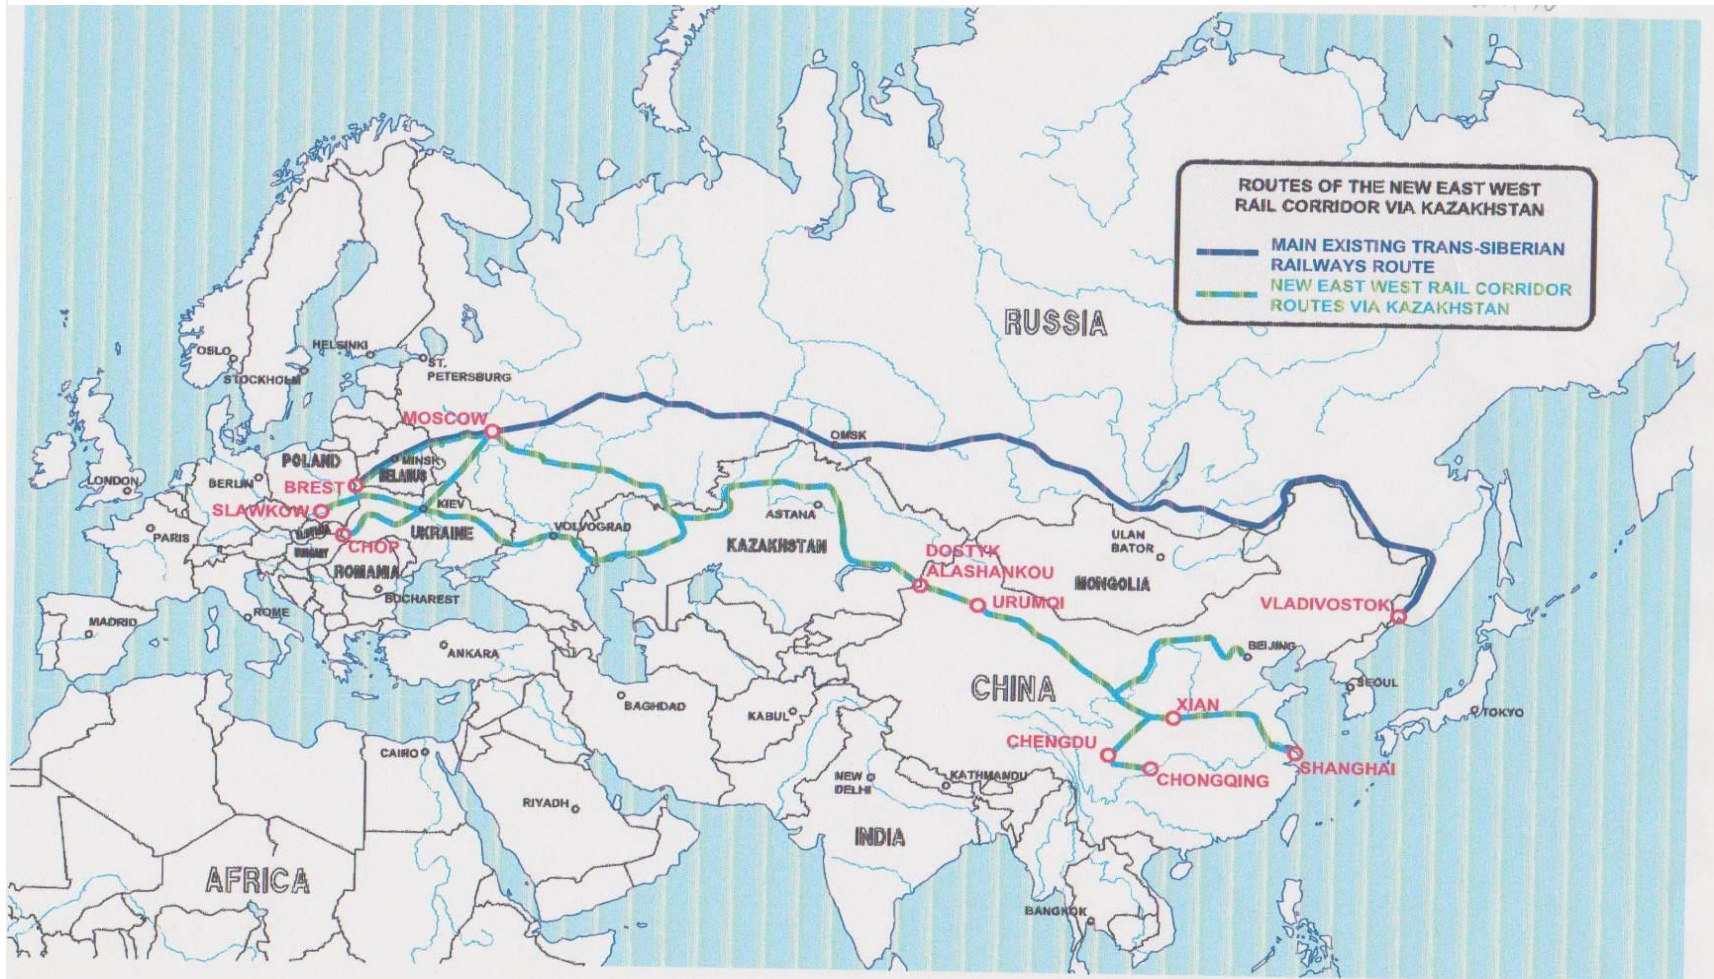 ROUTES OF THE NEW EAST WEST
RAIL CORRIDOR VIA KAZAKHSTAN
MAIN EXISTING TRANS-SIBERIAN
RAILWAYS ROUTE
NEW EAST WEST RAIL CORRIDOR
ROUTES VIA KAZAKHSTAN
RUSSIA
OSLO
HELSINKI
STOCKHOLM
ST.
PETERSBURG
MOSCOW
OMSK
POLAND
MINSK
BELARUS
LONDON
BERLIN
BREST
SLAWKOW
KIEV
PARIS
CHOP
UKRAINE
VOLVOGRAD
ASTANA
KAZAKHSTAN
ROMANIA
BUCHAREST
ROME
MADRID
ANKARA
DOSTYK
ALASHANKOU
URUMQI
ULAN
BATOR
MONGOLIA
VLADIVOSTOK
BEIJING
SEOUL
TOKYO
CHINA
XIAN
CHENGDU
CHONGQING
SHANGHAI
BAGHDAD
KABUL
CAIRO
RIYADH
NEW
DELHI
KATHMANDU
INDIA
AFRICA
BANGKOK